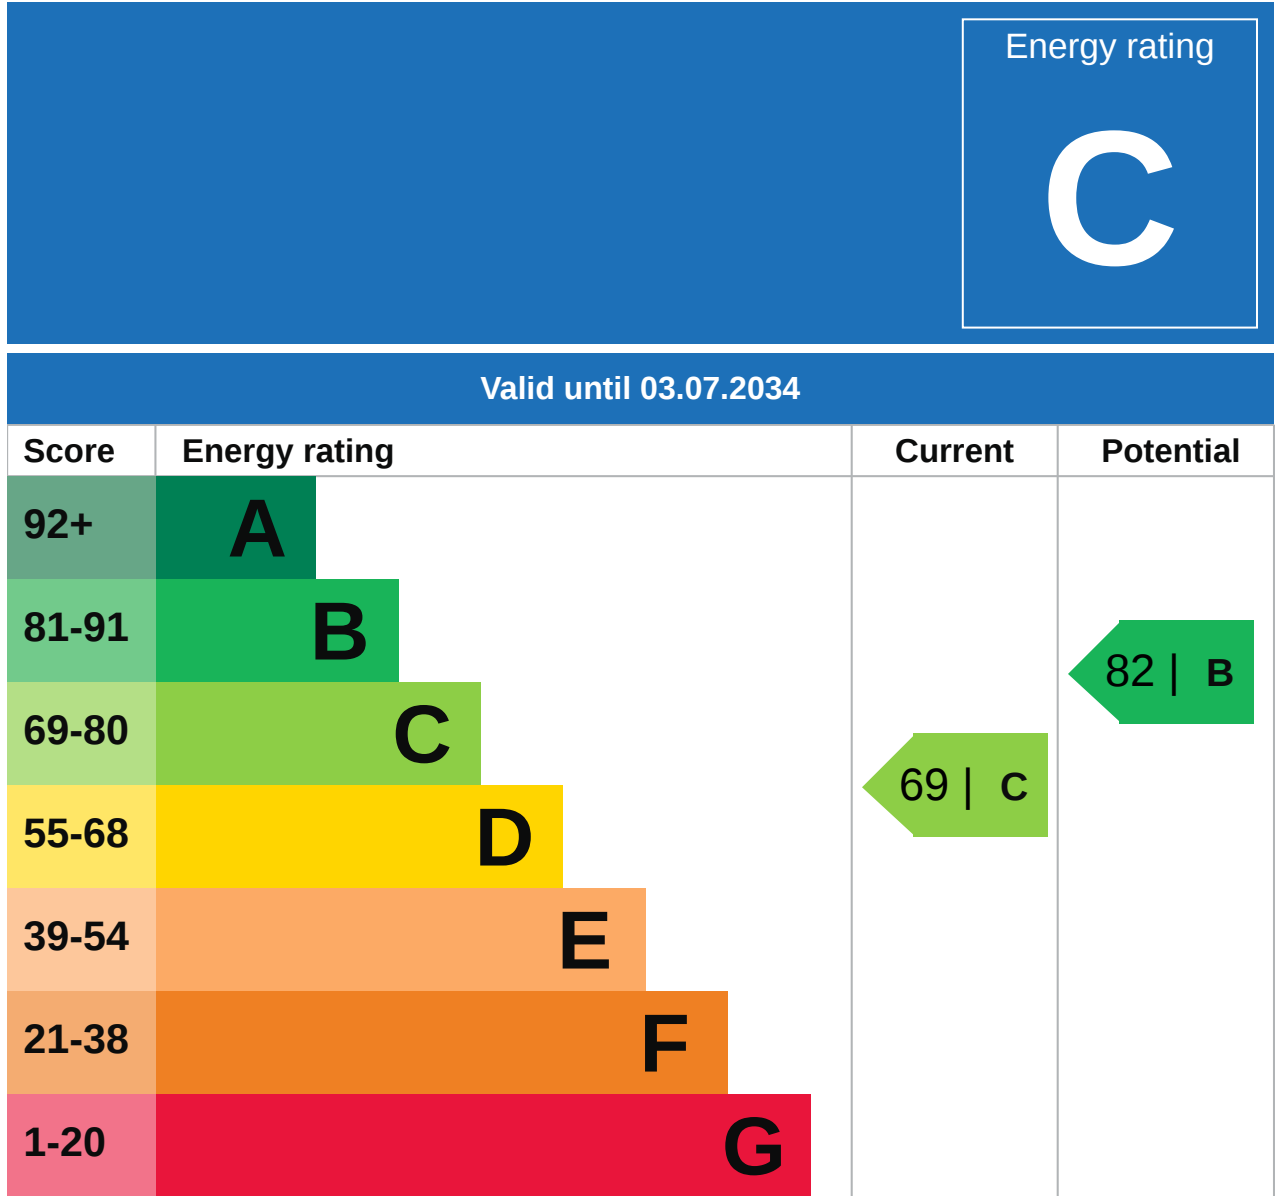 Energy rating
C
Valid until 03.07.2034
Score Energy rating Current Potential
92+ A
81-91 B
82 | B
69-80 C
69 | C
55-68 D
39-54 E
21-38 F
1-20 G